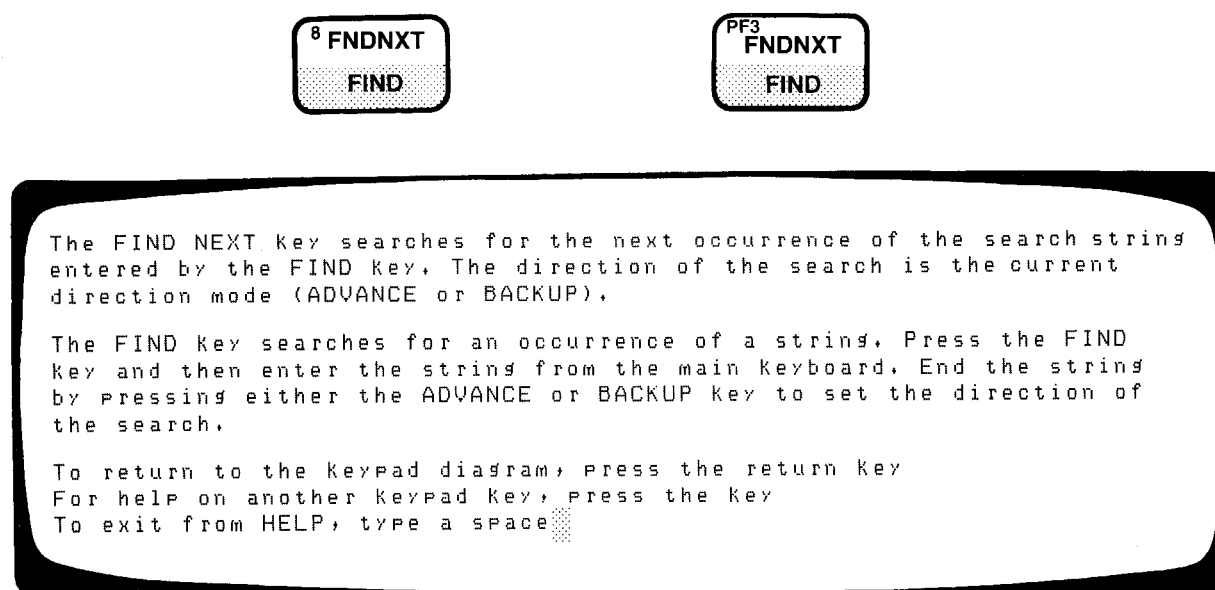 8 FNDNXT
FIND
PF3
FNDNXT
FIND
The FIND NEXT Key searches for the next occurrence of the search string
entered by the FIND Key. The direction of the search is the current
direction mode (ADVANCE or BACKUP).
The FIND Key searches for an occurrence of a string. Press the FIND
Key and then enter the string from the main Keyboard. End the string
by pressing either the ADVANCE or BACKUP Key to set the direction of
the search.
To return to the Keypad diagram, press the return Key
For help on another Keypad Key, press the Key
To exit from HELP, type a space